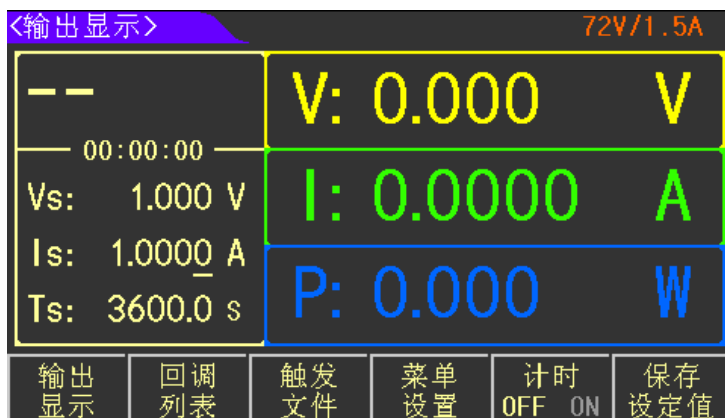 <输出显示>
72V/1.5A
--
00:00:00
Vs: 1.000 V
Is: 1.0000 A
Ts: 3600.0 s
V: 0.000 V
I: 0.0000 A
P: 0.000 W
输出
显示
回调
列表
触发
文件
菜单
设置
计时
OFF ON
保存
设定值